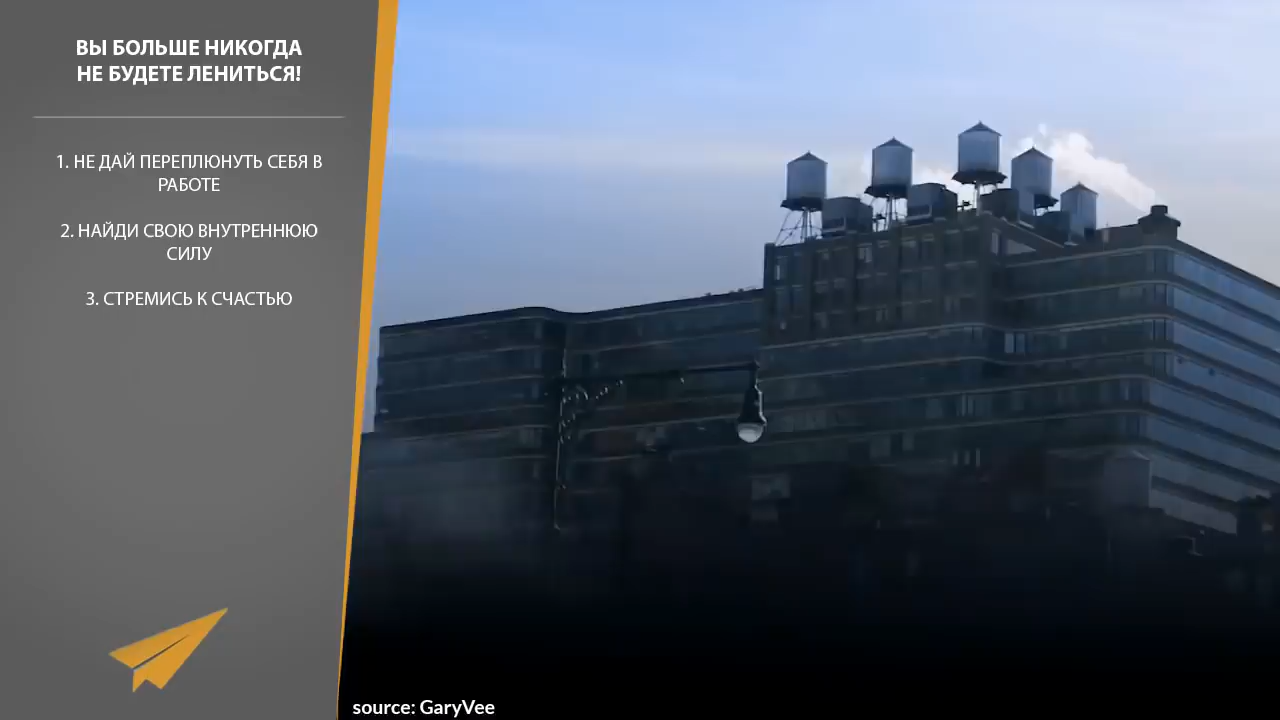 ВЫ БОЛЬШЕ НИКОГДА
НЕ БУДЕТЕ ЛЕНИТЬСЯ!
1. НЕ ДАЙ ПЕРЕПЛЮНУТЬ СЕБЯ В
РАБОТЕ
2. НАЙДИ СВОЮ ВНУТРЕННЮЮ
СИЛУ
3. СТРЕМИСЬ К СЧАСТЬЮ
source: GaryVee